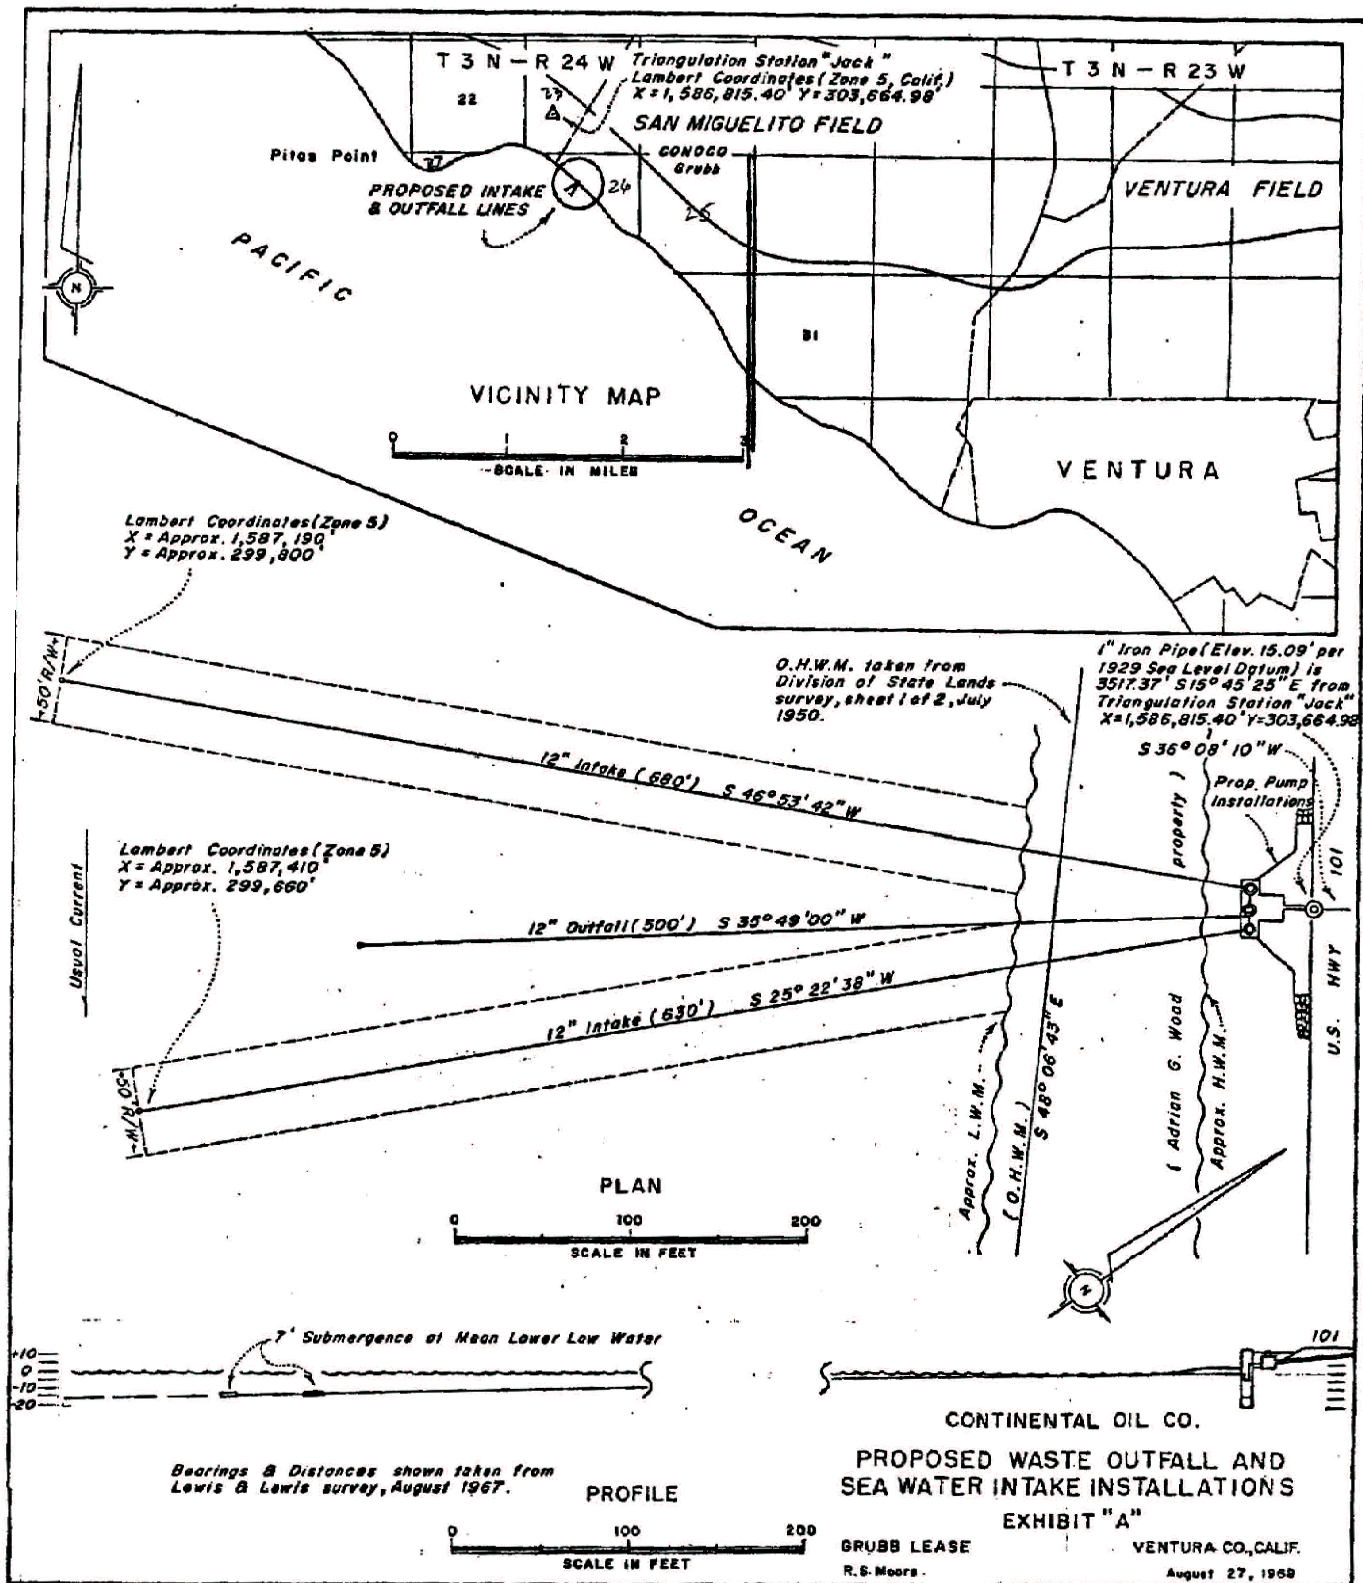 T 3 N – R 24 W
Triangulation Station "Jack"
Lambert Coordinates (Zone 5, Calif.)
X = 1,586,815.40' Y = 303,664.98'
T 3 N – R 23 W
22
23
SAN MIGUELITO FIELD
Pitas Point
27
CONOCO
Grubb
PROPOSED INTAKE
& OUTFALL LINES
24
25
VENTURA FIELD
PACIFIC
N
31
VICINITY MAP
0 1 2 3
SCALE IN MILES
VENTURA
OCEAN
Lambert Coordinates (Zone 5)
X = Approx. 1,587,190'
Y = Approx. 299,800'
50' R/W
O.H.W.M. taken from
Division of State Lands
survey, sheet 1 of 2, July
1950.
1" Iron Pipe (Elev. 15.09' per
1929 Sea Level Datum) is
3517.37' S 15° 45' 25" E from
Triangulation Station "Jack"
X=1,586,815.40' Y=303,664.98'
S 36° 08' 10" W
Prop. Pump
Installations
12" Intake (680') S 46° 53' 42" W
Lambert Coordinates (Zone 5)
X = Approx. 1,587,410'
Y = Approx. 299,660'
Usual Current
12" Outfall (500') S 35° 49' 00" W
12" Intake (630') S 25° 22' 38" W
50' R/W
Approx. L.W.M.
(O.H.W.M.)
S 48° 06' 43" E
(Adrian G. Wood property)
Approx. H.W.M.
U.S. HWY 101
PLAN
0 100 200
SCALE IN FEET
N
7' Submergence at Mean Lower Low Water
+10
0
-10
-20
101
CONTINENTAL OIL CO.
PROPOSED WASTE OUTFALL AND
SEA WATER INTAKE INSTALLATIONS
EXHIBIT "A"
Bearings & Distances shown taken from
Lewis & Lewis survey, August 1967.
PROFILE
0 100 200
SCALE IN FEET
GRUBB LEASE
VENTURA CO., CALIF.
R.S. Moore.
August 27, 1968